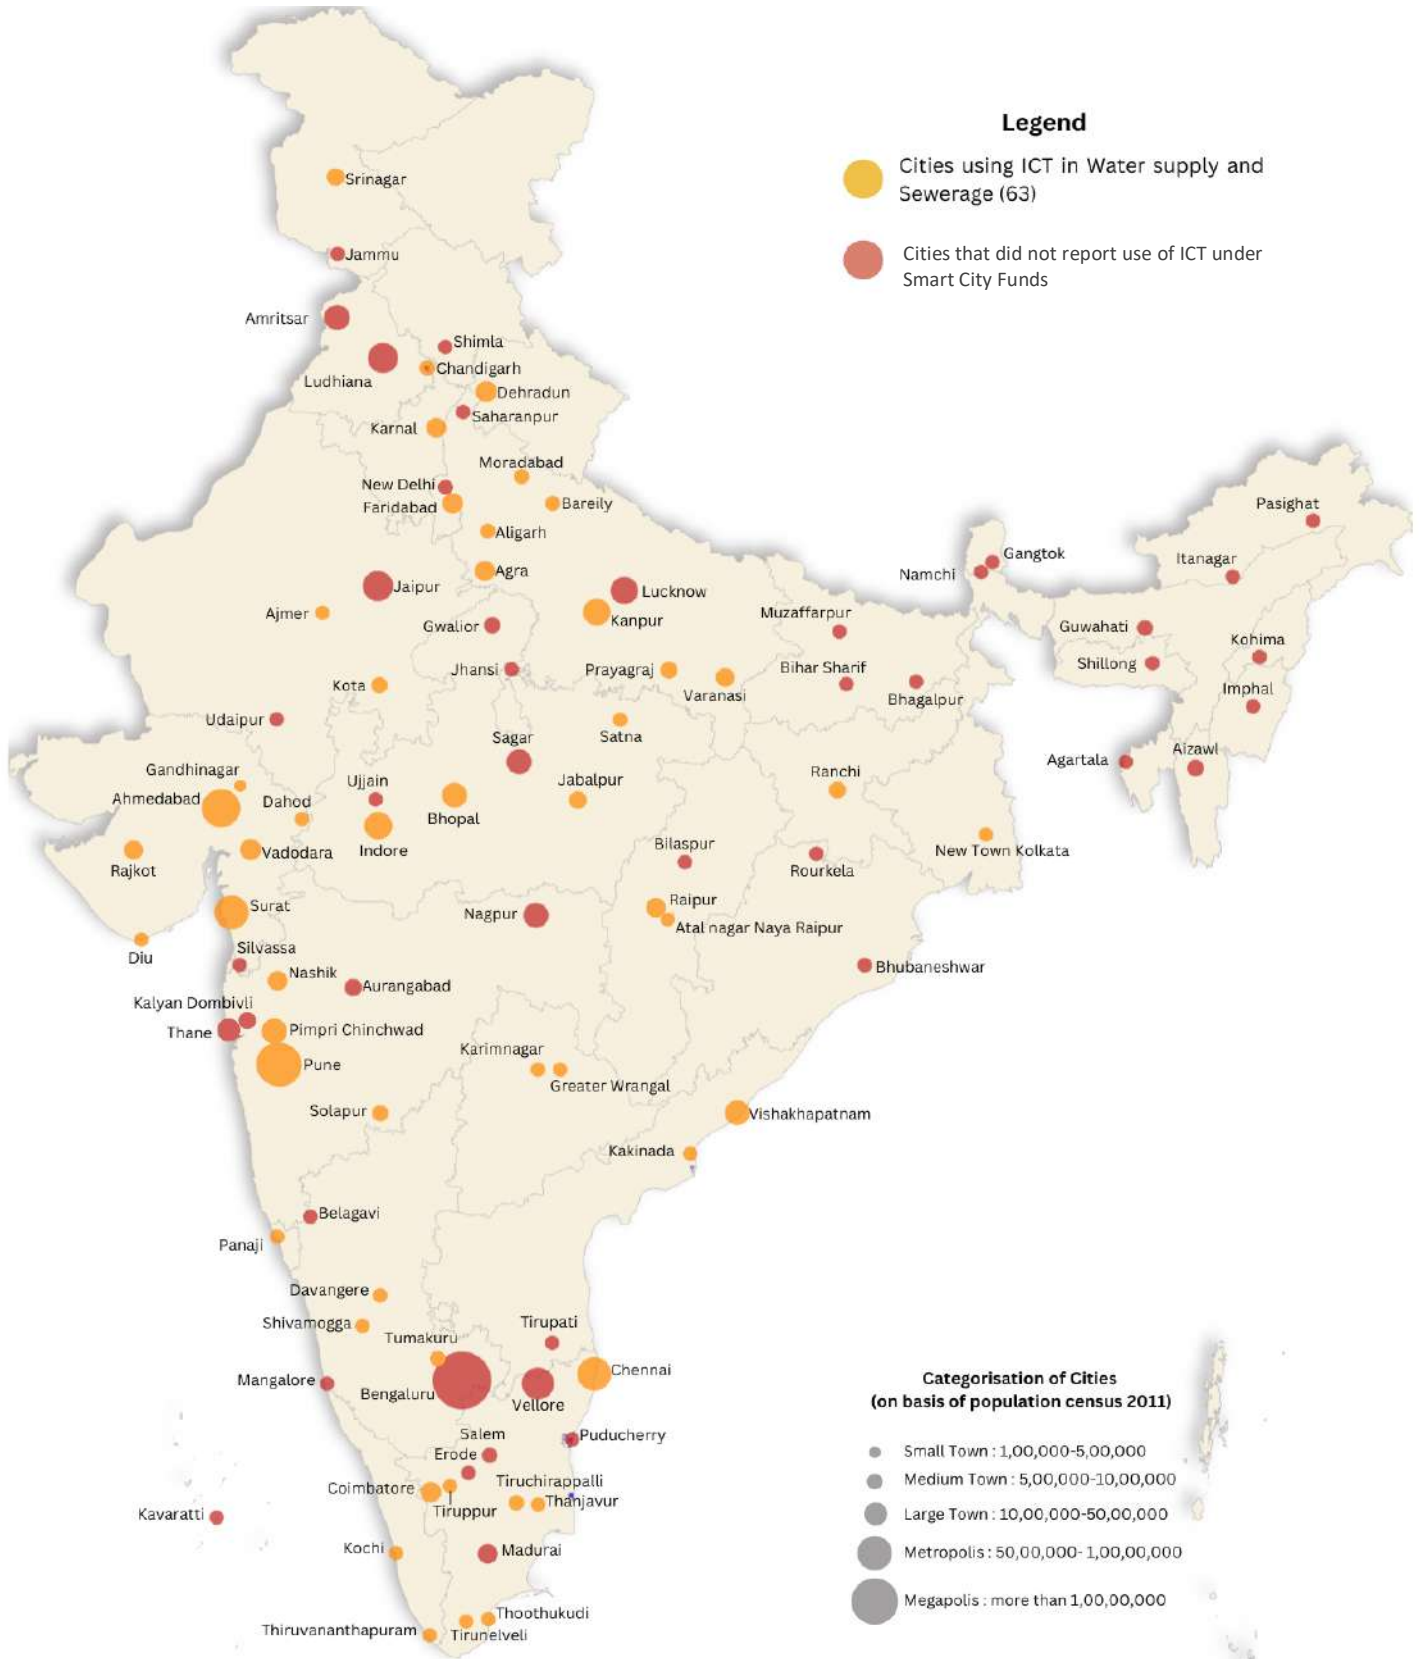 Legend
Cities using ICT in Water supply and
Sewerage (63)
Cities that did not report use of ICT under
Smart City Funds
Srinagar
Jammu
Amritsar
Shimla
Ludhiana
Chandigarh
Dehradun
Saharanpur
Karnal
Moradabad
New Delhi
Faridabad
Bareily
Aligarh
Pasighat
Gangtok
Namchi
Itanagar
Agra
Jaipur
Lucknow
Ajmer
Kanpur
Gwalior
Muzaffarpur
Guwahati
Kohima
Jhansi
Prayagraj
Bihar Sharif
Shillong
Kota
Varanasi
Bhagalpur
Imphal
Udaipur
Satna
Sagar
Agartala
Aizawl
Gandhinagar
Ujjain
Jabalpur
Ranchi
Ahmedabad
Dahod
Bhopal
Vadodara
Indore
Bilaspur
New Town Kolkata
Rajkot
Rourkela
Surat
Nagpur
Raipur
Atal nagar Naya Raipur
Diu
Silvassa
Nashik
Aurangabad
Bhubaneshwar
Kalyan Dombivli
Thane
Pimpri Chinchwad
Karimnagar
Pune
Greater Wrangal
Solapur
Vishakhapatnam
Kakinada
Belagavi
Panaji
Davangere
Shivamogga
Tumakuru
Tirupati
Mangalore
Bengaluru
Chennai
Vellore
Salem
Puducherry
Erode
Coimbatore
Tiruchirappalli
Tiruppur
Thanjavur
Kavaratti
Kochi
Madurai
Thoothukudi
Thiruvananthapuram
Tirunelveli
Categorisation of Cities
(on basis of population census 2011)
Small Town : 1,00,000-5,00,000
Medium Town : 5,00,000-10,00,000
Large Town : 10,00,000-50,00,000
Metropolis : 50,00,000- 1,00,00,000
Megapolis : more than 1,00,00,000